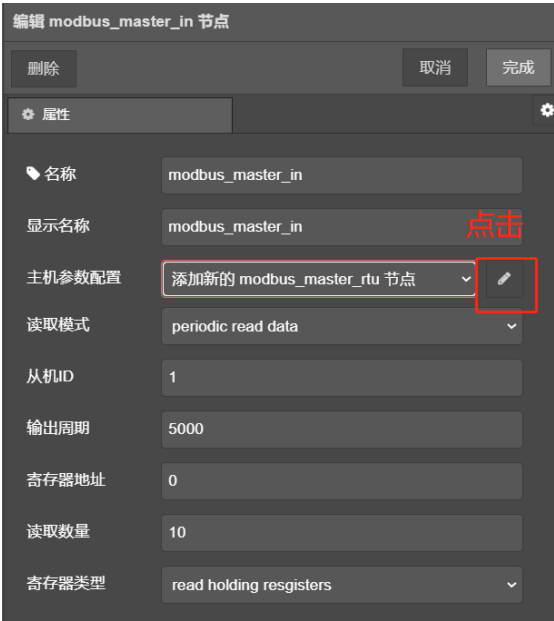 编辑 modbus_master_in 节点
删除 取消 完成
属性
名称 modbus_master_in
显示名称 modbus_master_in
点击
主机参数配置 添加新的 modbus_master_rtu 节点
读取模式 periodic read data
从机ID 1
输出周期 5000
寄存器地址 0
读取数量 10
寄存器类型 read holding resgisters